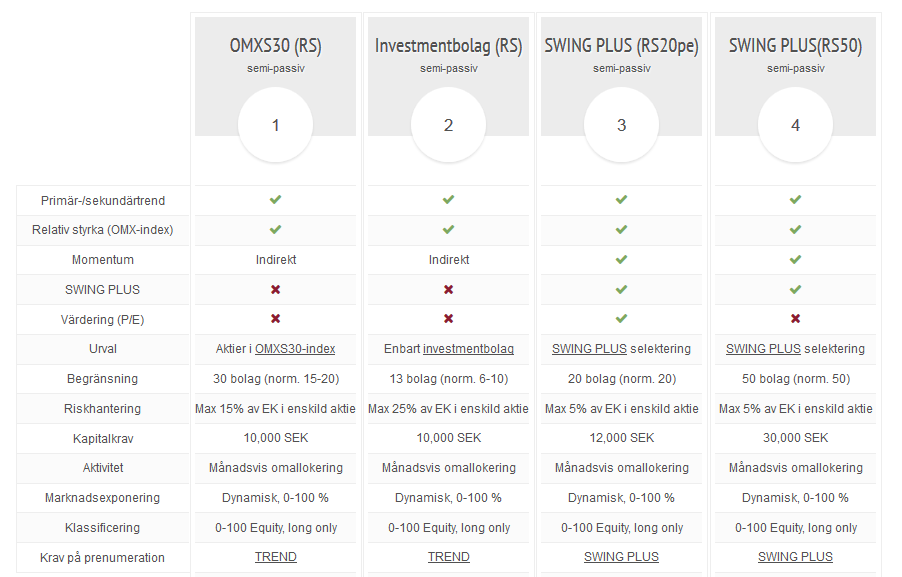 OMXS30 (RS) Investmentbolag (RS) SWING PLUS (RS20pe) SWING PLUS(RS50)
semi-passiv semi-passiv semi-passiv semi-passiv
1 2 3 4
Primär-/sekundärtrend
Relativ styrka (OMX-index)
Momentum Indirekt Indirekt
SWING PLUS
Värdering (P/E)
Urval Aktier i OMXS30-index Enbart investmentbolag SWING PLUS selektering SWING PLUS selektering
Begränsning 30 bolag (norm. 15-20) 13 bolag (norm. 6-10) 20 bolag (norm. 20) 50 bolag (norm. 50)
Riskhantering Max 15% av EK i enskild aktie Max 25% av EK i enskild aktie Max 5% av EK i enskild aktie Max 5% av EK i enskild aktie
Kapitalkrav 10,000 SEK 10,000 SEK 12,000 SEK 30,000 SEK
Aktivitet Månadsvis omallokering Månadsvis omallokering Månadsvis omallokering Månadsvis omallokering
Marknadsexponering Dynamisk, 0-100 % Dynamisk, 0-100 % Dynamisk, 0-100 % Dynamisk, 0-100 %
Klassificering 0-100 Equity, long only 0-100 Equity, long only 0-100 Equity, long only 0-100 Equity, long only
Krav på prenumeration TREND TREND SWING PLUS SWING PLUS